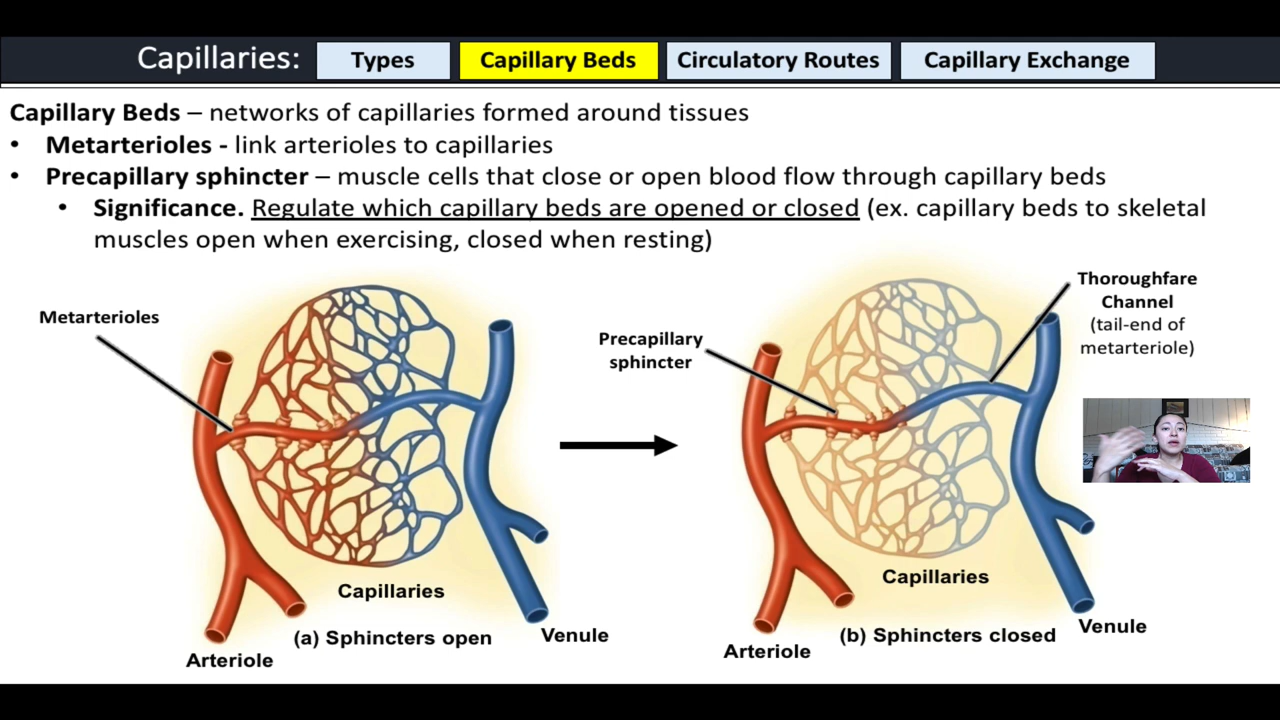 Capillaries: Types Capillary Beds Circulatory Routes Capillary Exchange
Capillary Beds – networks of capillaries formed around tissues
• Metarterioles - link arterioles to capillaries
• Precapillary sphincter – muscle cells that close or open blood flow through capillary beds
• Significance. Regulate which capillary beds are opened or closed (ex. capillary beds to skeletal
muscles open when exercising, closed when resting)
Metarterioles
Capillaries
(a) Sphincters open
Arteriole
Venule
Precapillary
sphincter
Thoroughfare
Channel
(tail-end of
metarteriole)
Capillaries
(b) Sphincters closed
Arteriole
Venule